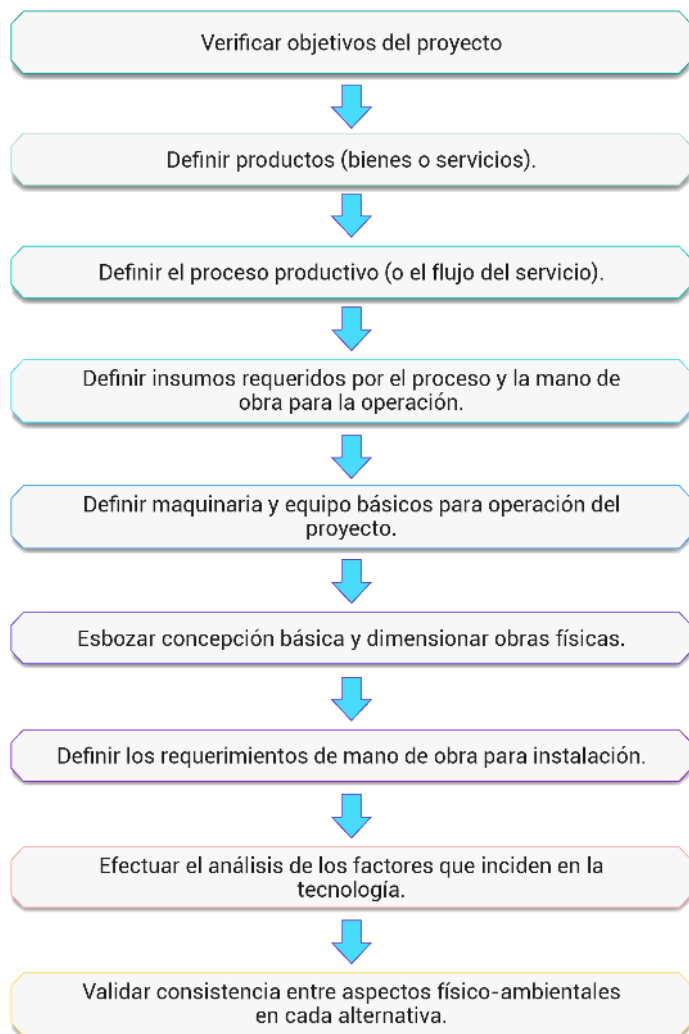 Verificar objetivos del proyecto
Definir productos (bienes o servicios).
Definir el proceso productivo (o el flujo del servicio).
Definir insumos requeridos por el proceso y la mano de
obra para la operación.
Definir maquinaria y equipo básicos para operación del
proyecto.
Esbozar concepción básica y dimensionar obras físicas.
Definir los requerimientos de mano de obra para instalación.
Efectuar el análisis de los factores que inciden en la
tecnología.
Validar consistencia entre aspectos físico-ambientales
en cada alternativa.